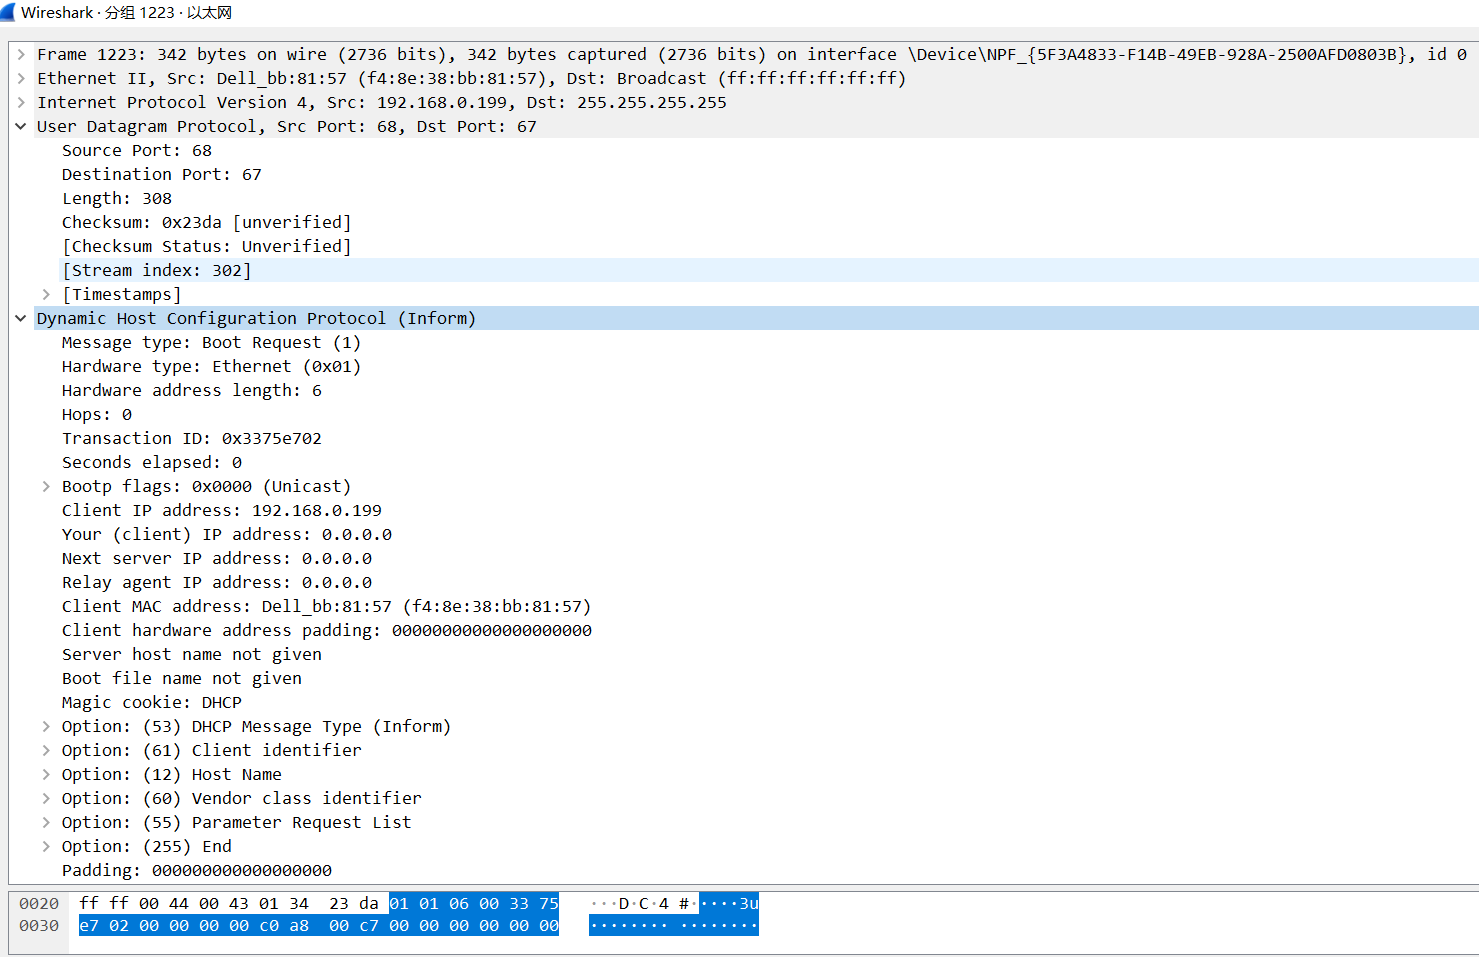 Wireshark · 分组 1223 · 以太网
Frame 1223: 342 bytes on wire (2736 bits), 342 bytes captured (2736 bits) on interface \Device\NPF_{5F3A4833-F14B-49EB-928A-2500AFD0803B}, id 0
Ethernet II, Src: Dell_bb:81:57 (f4:8e:38:bb:81:57), Dst: Broadcast (ff:ff:ff:ff:ff:ff)
Internet Protocol Version 4, Src: 192.168.0.199, Dst: 255.255.255.255
User Datagram Protocol, Src Port: 68, Dst Port: 67
Source Port: 68
Destination Port: 67
Length: 308
Checksum: 0x23da [unverified]
[Checksum Status: Unverified]
[Stream index: 302]
[Timestamps]
Dynamic Host Configuration Protocol (Inform)
Message type: Boot Request (1)
Hardware type: Ethernet (0x01)
Hardware address length: 6
Hops: 0
Transaction ID: 0x3375e702
Seconds elapsed: 0
Bootp flags: 0x0000 (Unicast)
Client IP address: 192.168.0.199
Your (client) IP address: 0.0.0.0
Next server IP address: 0.0.0.0
Relay agent IP address: 0.0.0.0
Client MAC address: Dell_bb:81:57 (f4:8e:38:bb:81:57)
Client hardware address padding: 00000000000000000000
Server host name not given
Boot file name not given
Magic cookie: DHCP
Option: (53) DHCP Message Type (Inform)
Option: (61) Client identifier
Option: (12) Host Name
Option: (60) Vendor class identifier
Option: (55) Parameter Request List
Option: (255) End
Padding: 000000000000000000
0020 ff ff 00 44 00 43 01 34 23 da 01 01 06 00 33 75 ···D·C·4 #·····3u
0030 e7 02 00 00 00 00 c0 a8 00 c7 00 00 00 00 00 00 ········ ········